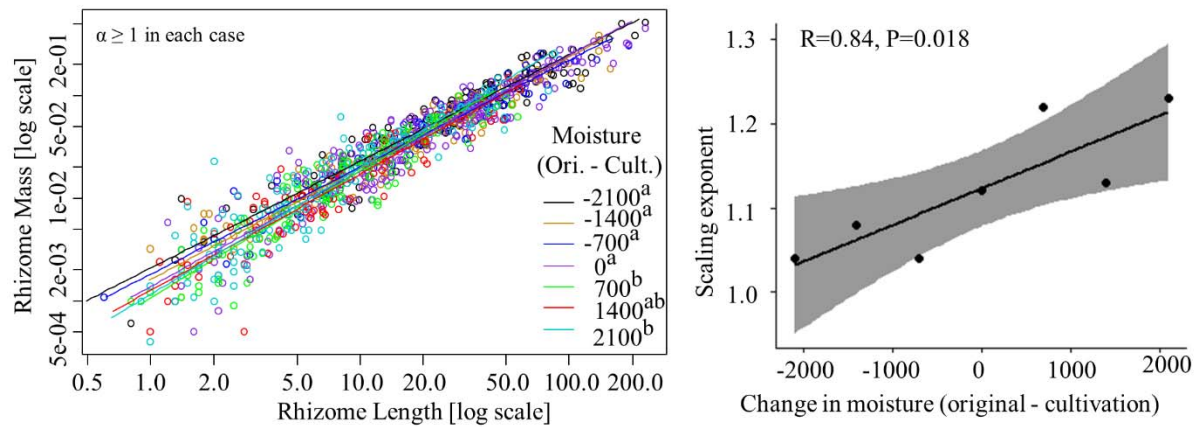 α ≥ 1 in each case
Rhizome Mass [log scale]
2e-01
5e-02
1e-02
2e-03
2e-03
5e-04
Moisture
(Ori. - Cult.)
-2100ᵃ
-1400ᵃ
-700ᵃ
0ᵃ
700ᵇ
1400ᵃᵇ
2100ᵇ
0.5 1.0 2.0 5.0 10.0 20.0 50.0 100.0 200.0
Rhizome Length [log scale]
R=0.84, P=0.018
Scaling exponent
1.3
1.2
1.1
1.0
-2000 -1000 0 1000 2000
Change in moisture (original - cultivation)